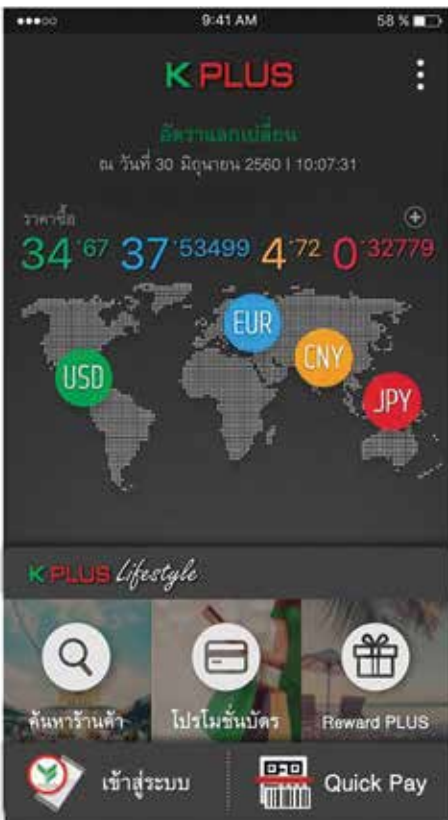 9:41 AM 58 %
K PLUS
อัตราแลกเปลี่ยน
ณ วันที่ 30 มิถุนายน 2560 | 10:07:31
ราคาซื้อ
34.67 37.53499 4.72 0.32779
EUR
CNY
USD
JPY
K PLUS Lifestyle
ค้นหาร้านค้า โปรโมชั่นบัตร Reward PLUS
เข้าสู่ระบบ Quick Pay